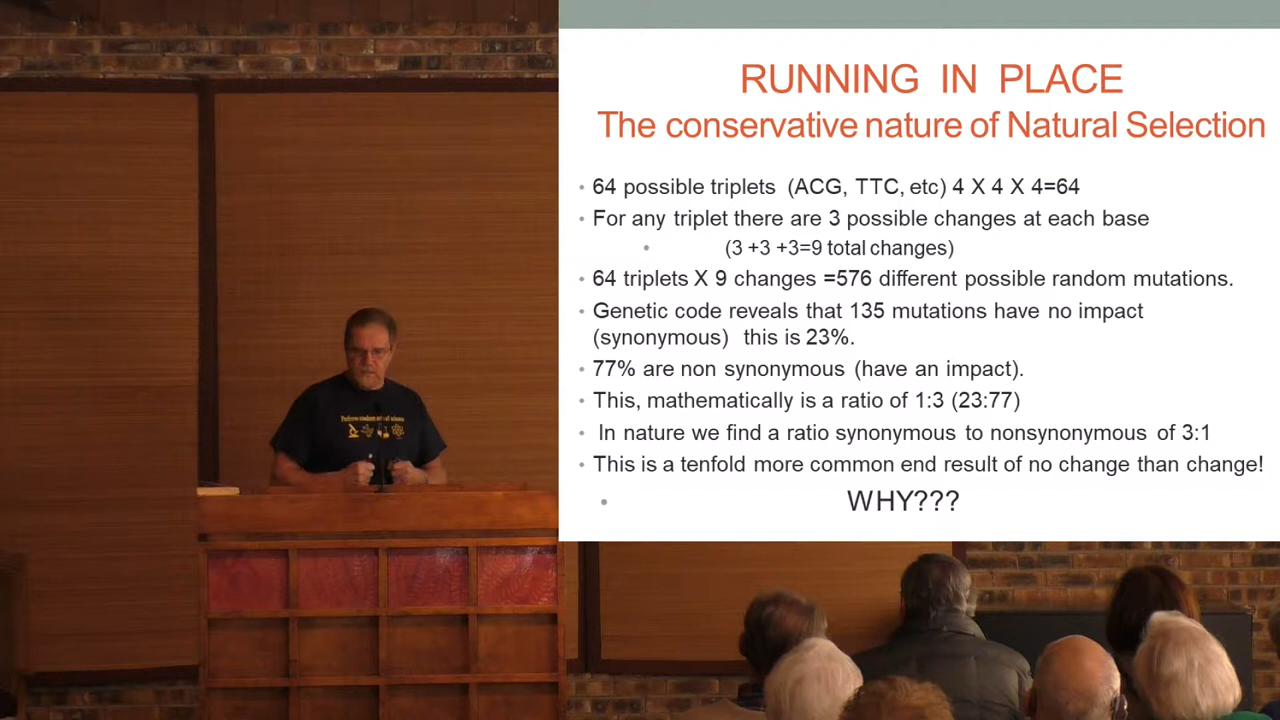 RUNNING IN PLACE
The conservative nature of Natural Selection
• 64 possible triplets (ACG, TTC, etc) 4 X 4 X 4=64
• For any triplet there are 3 possible changes at each base
• (3 +3 +3=9 total changes)
• 64 triplets X 9 changes =576 different possible random mutations.
• Genetic code reveals that 135 mutations have no impact
(synonymous) this is 23%.
• 77% are non synonymous (have an impact).
• This, mathematically is a ratio of 1:3 (23:77)
• In nature we find a ratio synonymous to nonsynonymous of 3:1
• This is a tenfold more common end result of no change than change!
• WHY???